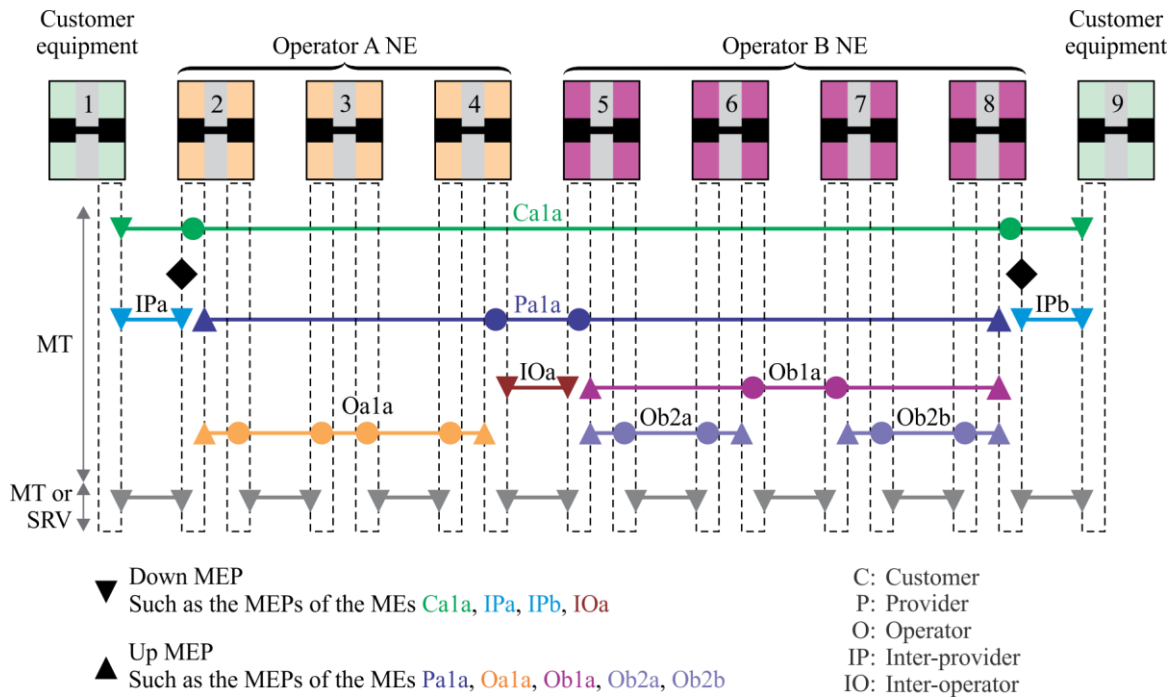 Customer
equipment
Operator A NE
Operator B NE
Customer
equipment
1
2
3
4
5
6
7
8
9
Ca1a
IPa
Pa1a
IPb
MT
IOa
Ob1a
Oa1a
Ob2a
Ob2b
MT or
SRV
Down MEP
Such as the MEPs of the MEs Ca1a, IPa, IPb, IOa
Up MEP
Such as the MEPs of the MEs Pa1a, Oa1a, Ob1a, Ob2a, Ob2b
C: Customer
P: Provider
O: Operator
IP: Inter-provider
IO: Inter-operator